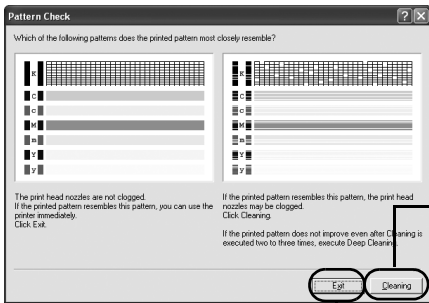 Pattern Check
Which of the following patterns does the printed pattern most closely resemble?
K
C
c
M
m
Y
y
K
C
c
M
m
Y
y
The print head nozzles are not clogged.
If the printed pattern resembles this pattern, you can use the
printer immediately.
Click Exit.
If the printed pattern resembles this pattern, the print head
nozzles may be clogged.
Click Cleaning.
If the printed pattern does not improve even after Cleaning is
executed two to three times, execute Deep Cleaning.
Exit
Cleaning